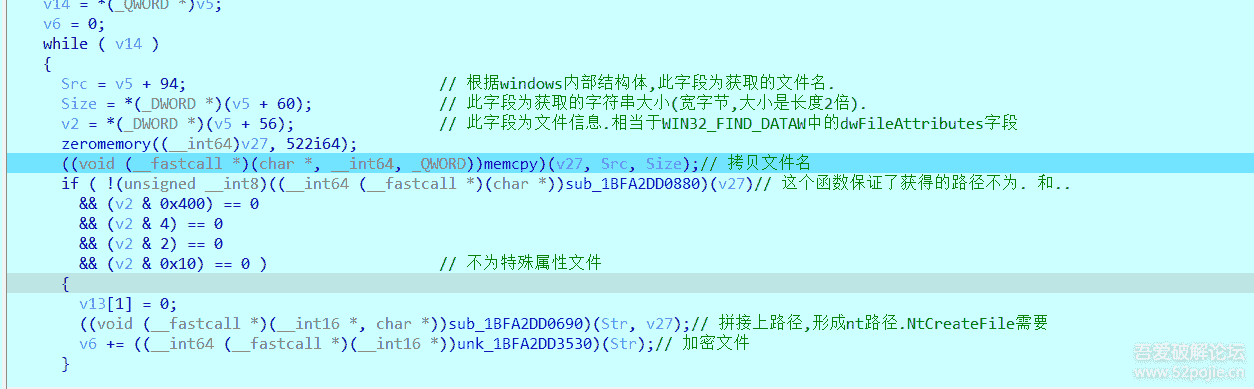 v14 = *(_QWORD *)v5;
v6 = 0;
while ( v14 )
{
Src = v5 + 94; // 根据windows内部结构体,此字段为获取的文件名.
Size = *(_DWORD *)(v5 + 60); // 此字段为获取的字符串大小(宽字节,大小是长度2倍).
v2 = *(_DWORD *)(v5 + 56); // 此字段为文件信息.相当于WIN32_FIND_DATAW中的dwFileAttributes字段
zeromemory((__int64)v27, 522i64);
((void (__fastcall *)(char *, __int64, _QWORD))memcpy)(v27, Src, Size);// 拷贝文件名
if ( !(unsigned __int8)((__int64 (__fastcall *)(char *))sub_1BFA2DD0880)(v27)// 这个函数保证了获得的路径不为. 和..
&& (v2 & 0x400) == 0
&& (v2 & 4) == 0
&& (v2 & 2) == 0
&& (v2 & 0x10) == 0 ) // 不为特殊属性文件
{
v13[1] = 0;
((void (__fastcall *)(__int16 *, char *))sub_1BFA2DD0690)(Str, v27);// 拼接上路径,形成nt路径.NtCreateFile需要
v6 += ((__int64 (__fastcall *)(__int16 *))unk_1BFA2DD3530)(Str);// 加密文件
}
吾爱破解论坛
www.52pojie.cn